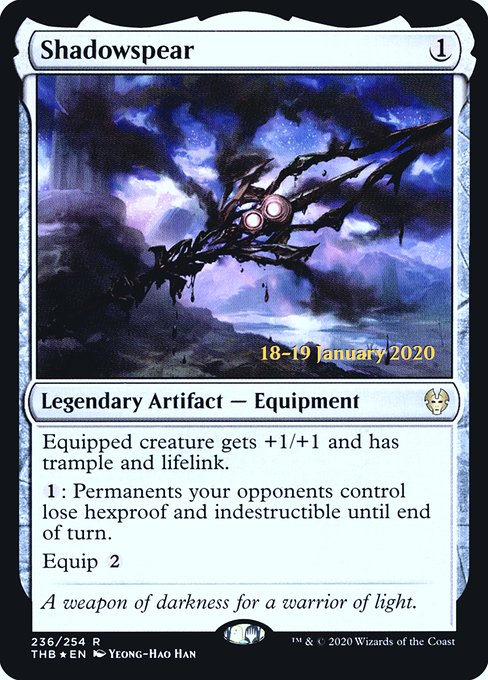 Shadowspear 1
18-19 January 2020
Legendary Artifact — Equipment
Equipped creature gets +1/+1 and has
trample and lifelink.
1: Permanents your opponents control
lose hexproof and indestructible until end
of turn.
Equip 2
A weapon of darkness for a warrior of light.
236/254 R
THB ★ EN Yeong-Hao Han
™ & © 2020 Wizards of the Coast